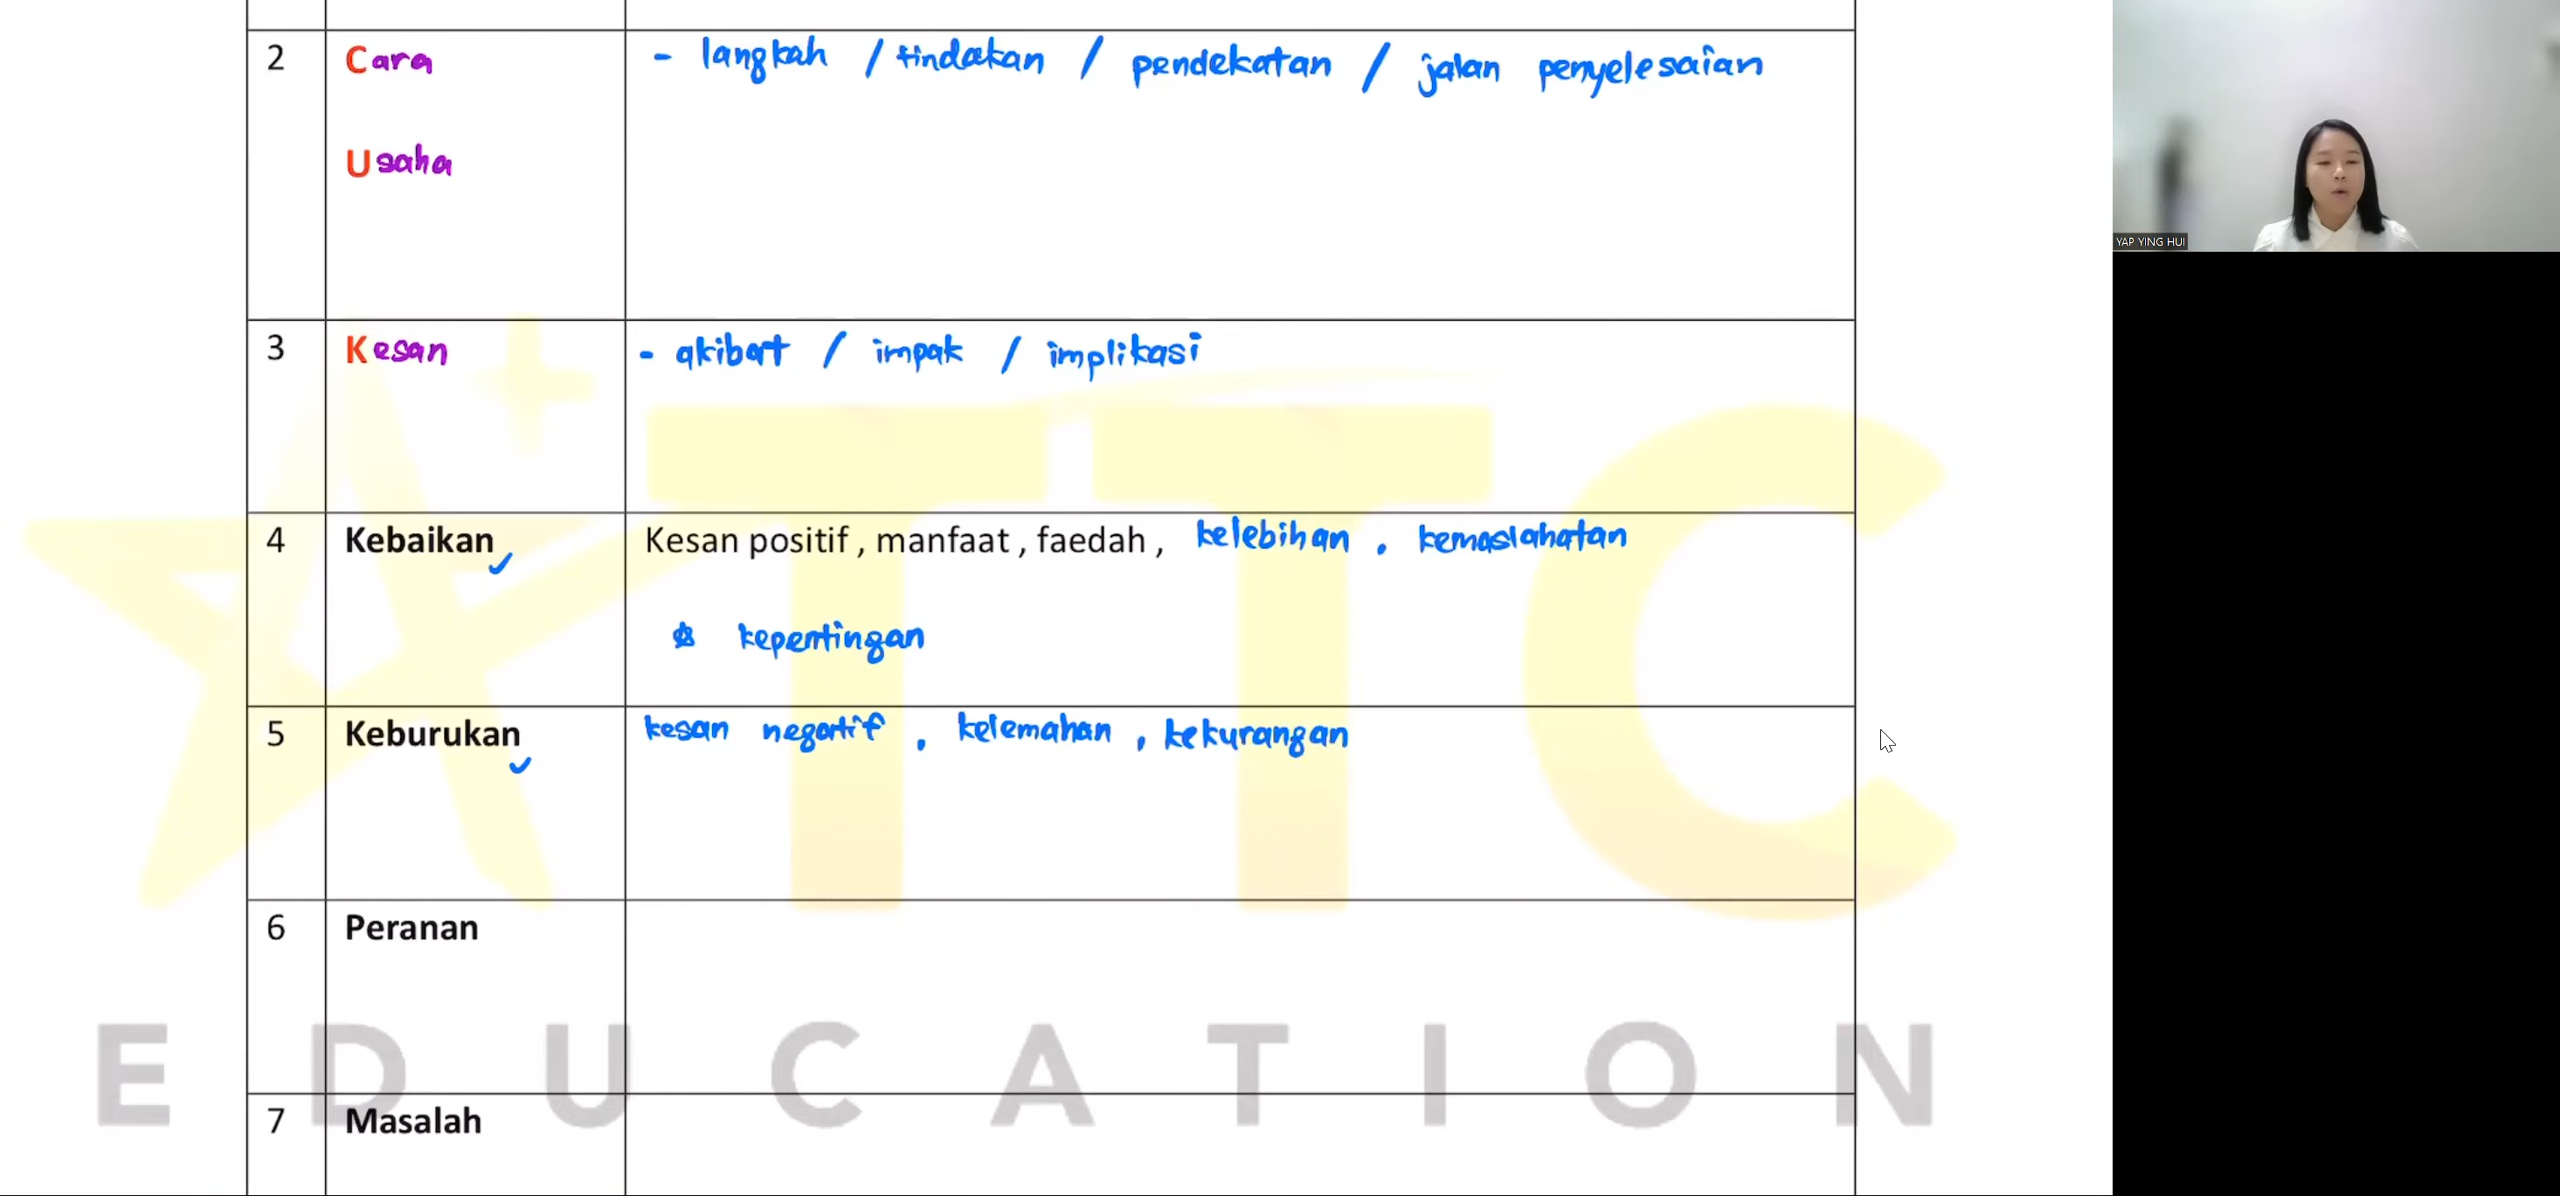 2 Cara - langkah / tindakan / pendekatan / jalan penyelesaian
Usaha
YAP YING HUI
3 Kesan - akibat / impak / implikasi
4 Kebaikan Kesan positif , manfaat , faedah , kelebihan , kemaslahatan
kepentingan
5 Keburukan kesan negatif , kelemahan , kekurangan
6 Peranan
7 Masalah
ATTC
EDUCATION